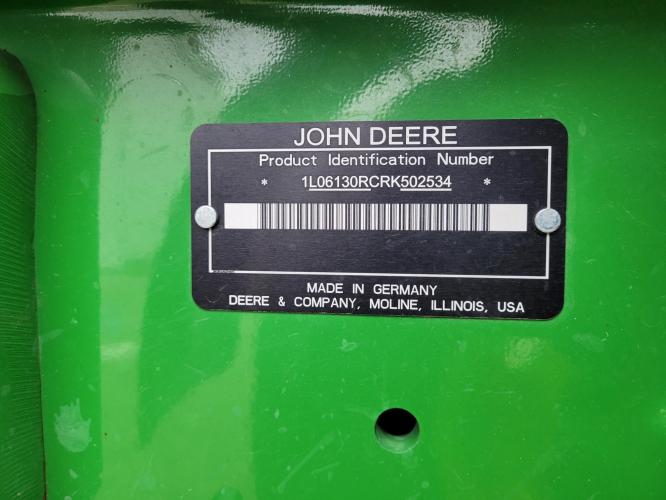 JOHN DEERE
Product Identification Number
* 1L06130RCRK502534 *
MADE IN GERMANY
DEERE & COMPANY, MOLINE, ILLINOIS, USA